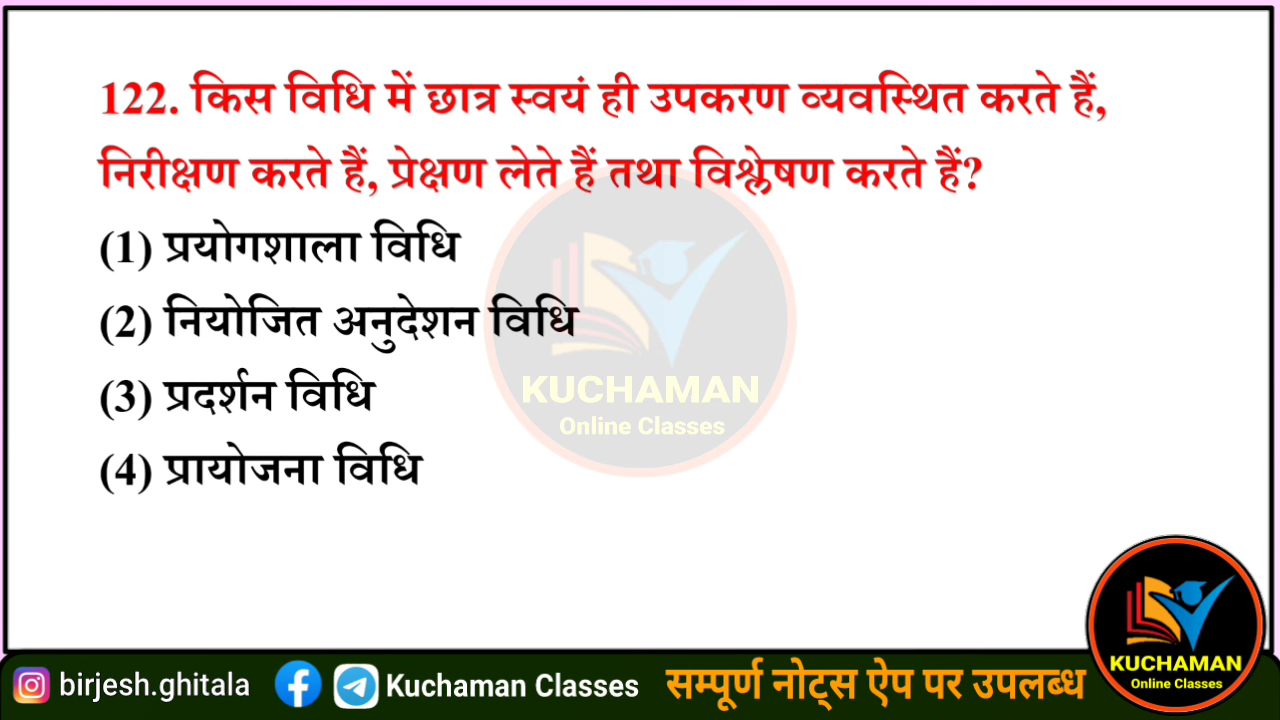 122. किस विधि में छात्र स्वयं ही उपकरण व्यवस्थित करते हैं,
निरीक्षण करते हैं, प्रेक्षण लेते हैं तथा विश्लेषण करते हैं?
(1) प्रयोगशाला विधि
(2) नियोजित अनुदेशन विधि
(3) प्रदर्शन विधि
(4) प्रायोजना विधि
KUCHAMAN
Online Classes
birjesh.ghitala
Kuchaman Classes
सम्पूर्ण नोट्स ऐप पर उपलब्ध
KUCHAMAN
Online Classes